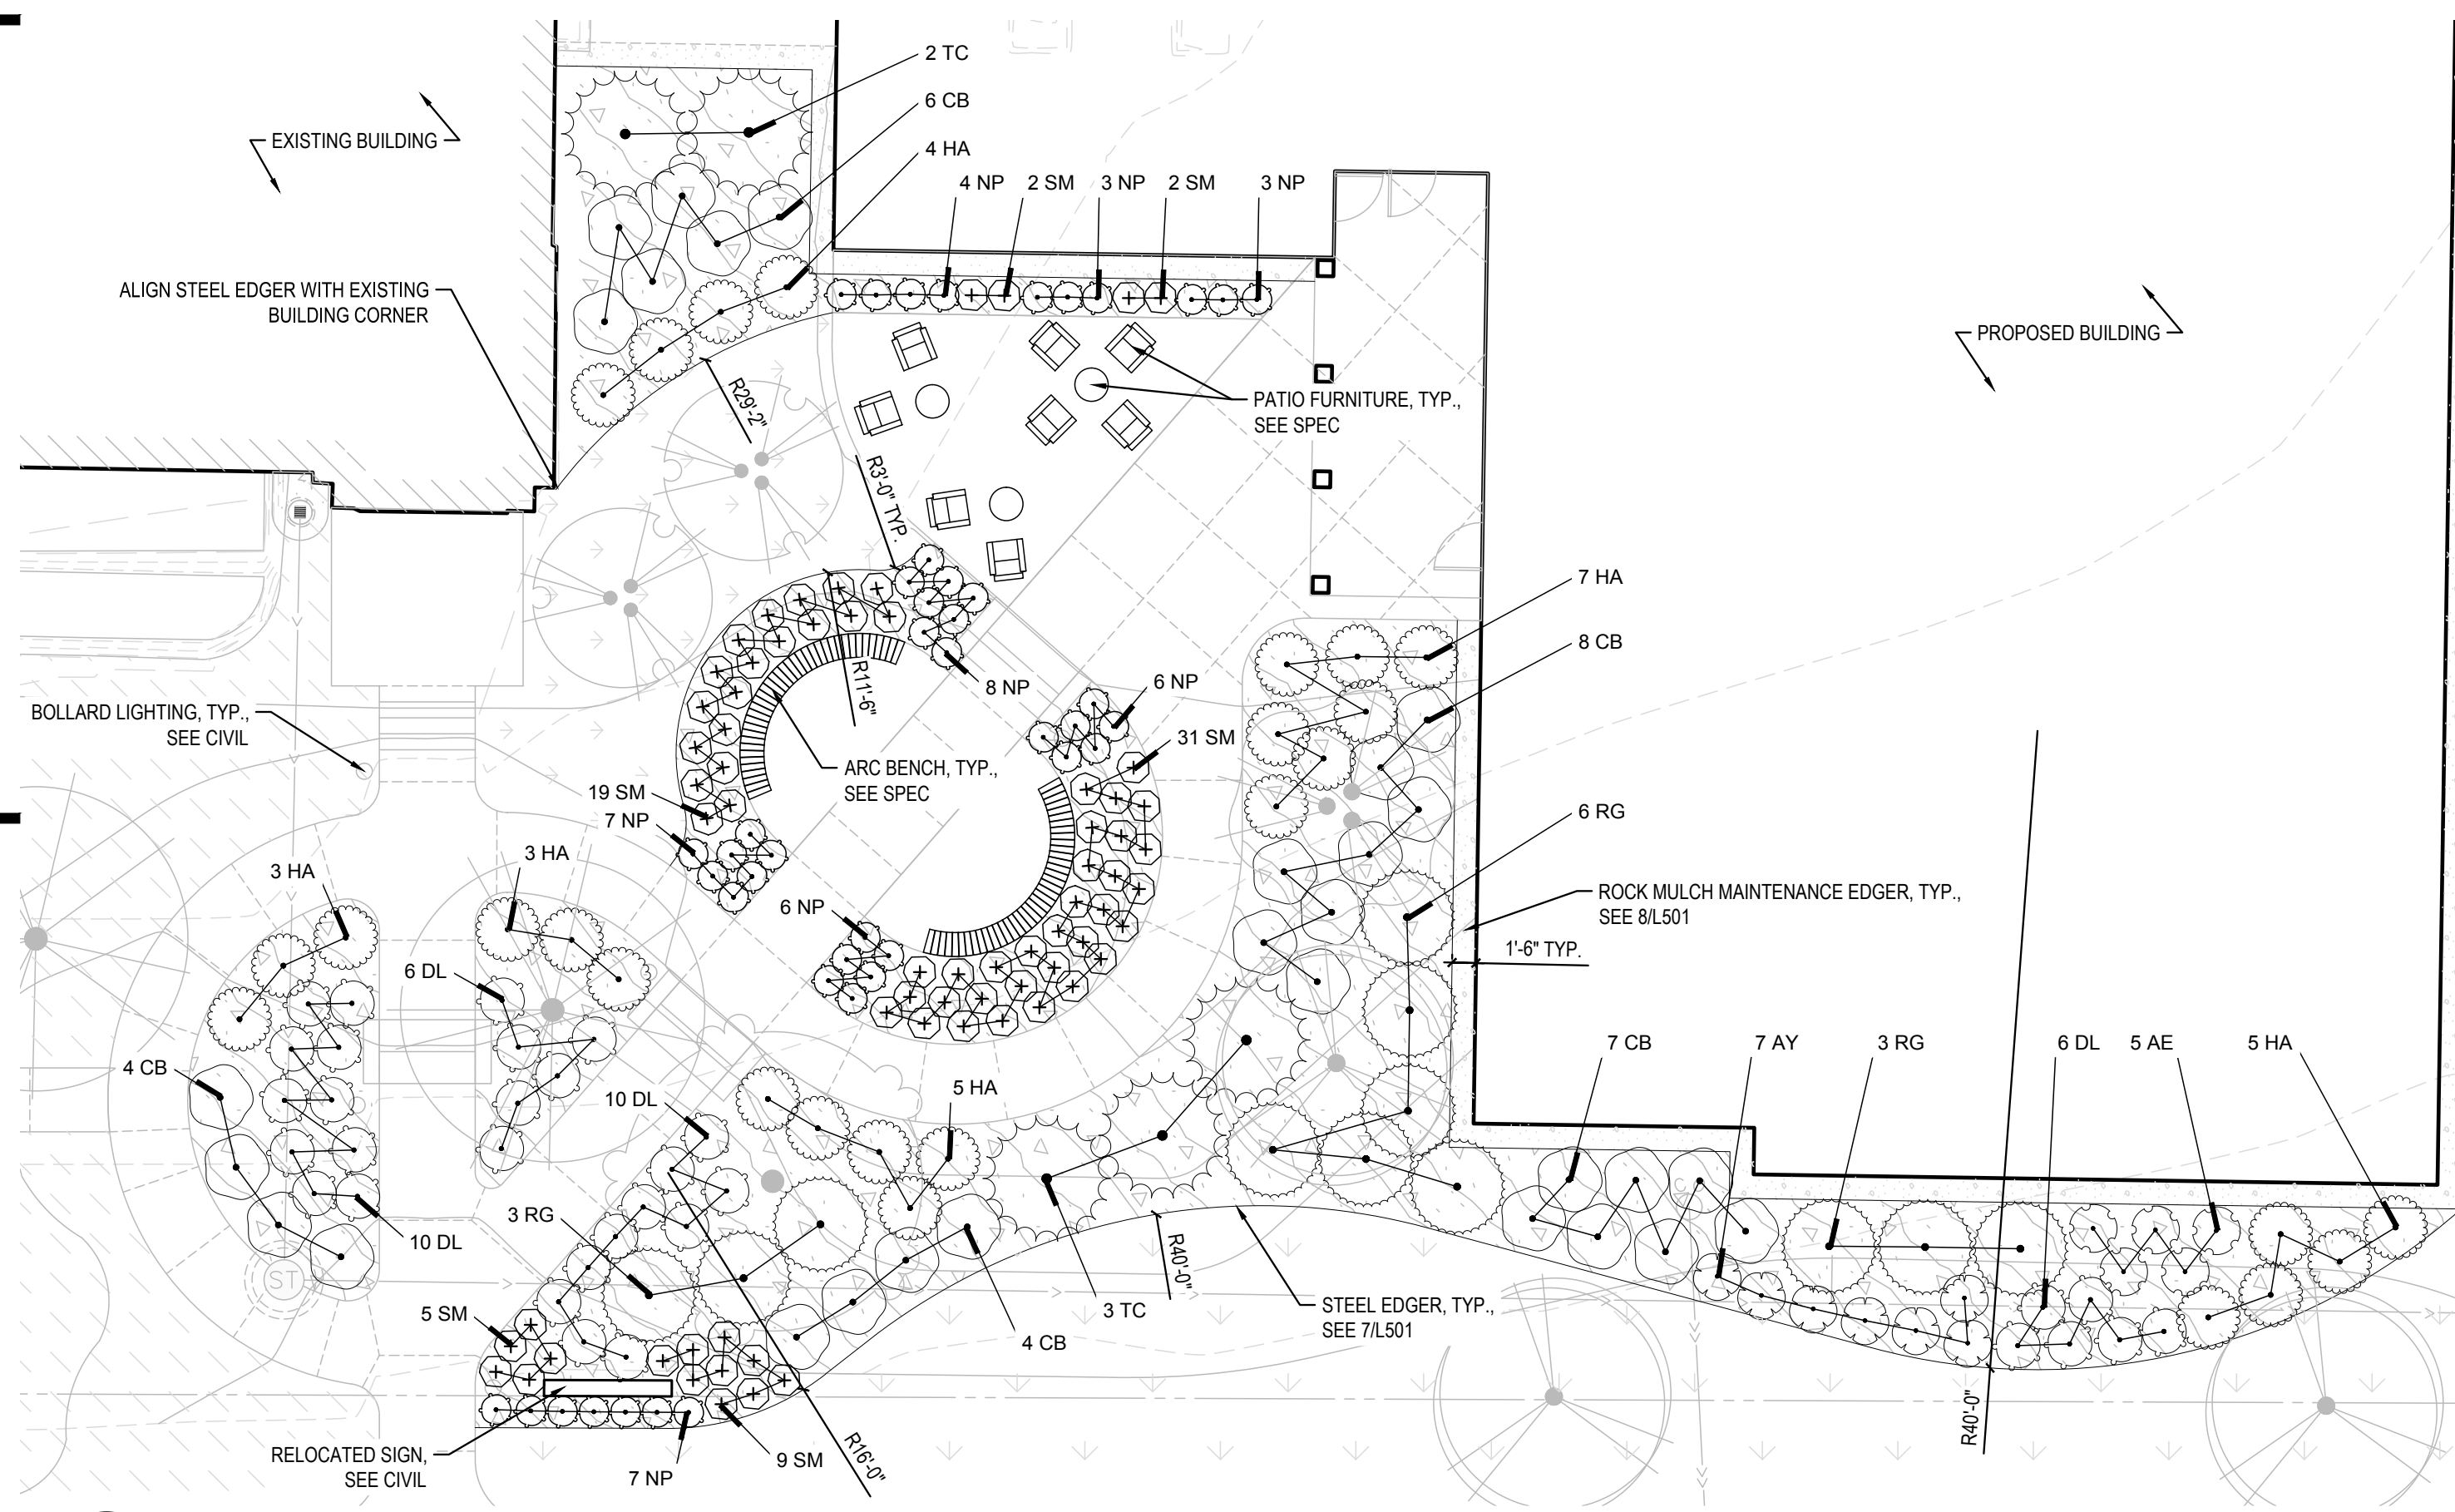 2 TC
6 CB
EXISTING BUILDING
4 HA
4 NP
2 SM
3 NP
2 SM
3 NP
ALIGN STEEL EDGER WITH EXISTING
BUILDING CORNER
PROPOSED BUILDING
R29'-2"
PATIO FURNITURE, TYP.,
SEE SPEC
R3'-0" TYP.
7 HA
8 CB
R11'-6"
8 NP
6 NP
BOLLARD LIGHTING, TYP.,
SEE CIVIL
31 SM
ARC BENCH, TYP.,
SEE SPEC
19 SM
7 NP
6 RG
3 HA
3 HA
ROCK MULCH MAINTENANCE EDGER, TYP.,
SEE 8/L501
6 NP
1'-6" TYP.
6 DL
4 CB
7 CB
7 AY
3 RG
6 DL
5 AE
5 HA
10 DL
5 HA
3 RG
10 DL
R40'-0"
ST
5 SM
3 TC
STEEL EDGER, TYP.,
SEE 7/L501
4 CB
R40'-0"
RELOCATED SIGN,
SEE CIVIL
7 NP
9 SM
R16'-0"